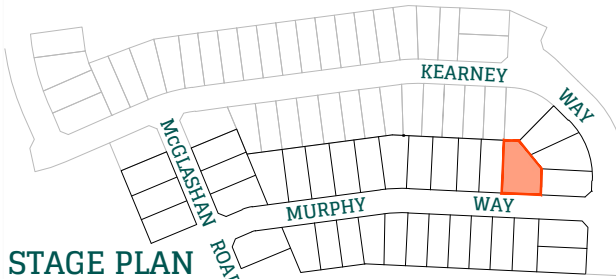 KEARNEY
WAY
McGLASHAN
ROAD
MURPHY WAY
STAGE PLAN